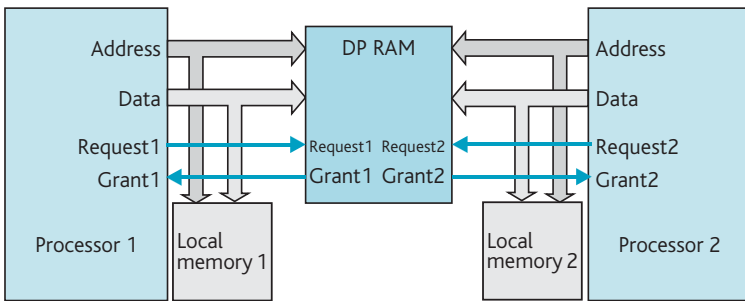 Address
DP RAM
Address
Data
Data
Request1
Request1
Request2
Request2
Grant1
Grant1
Grant2
Grant2
Processor 1
Local
memory 1
Local
memory 2
Processor 2